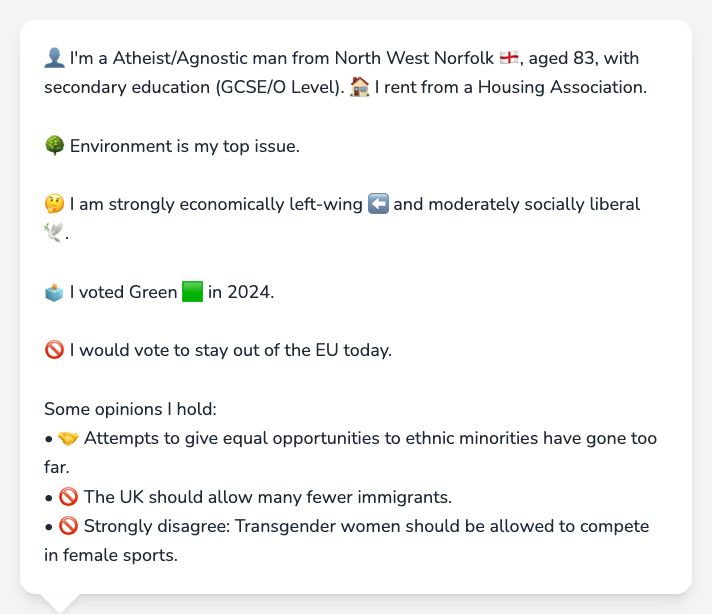 👤 I'm a Atheist/Agnostic man from North West Norfolk 🏴󠁧󠁢󠁥󠁮󠁧󠁿, aged 83, with
secondary education (GCSE/O Level). 🏠 I rent from a Housing Association.
🌳 Environment is my top issue.
🤔 I am strongly economically left-wing ⬅️ and moderately socially liberal
🕊️.
🗳️ I voted Green 🟩 in 2024.
🚫 I would vote to stay out of the EU today.
Some opinions I hold:
• 🤝 Attempts to give equal opportunities to ethnic minorities have gone too
far.
• 🚫 The UK should allow many fewer immigrants.
• 🚫 Strongly disagree: Transgender women should be allowed to compete
in female sports.